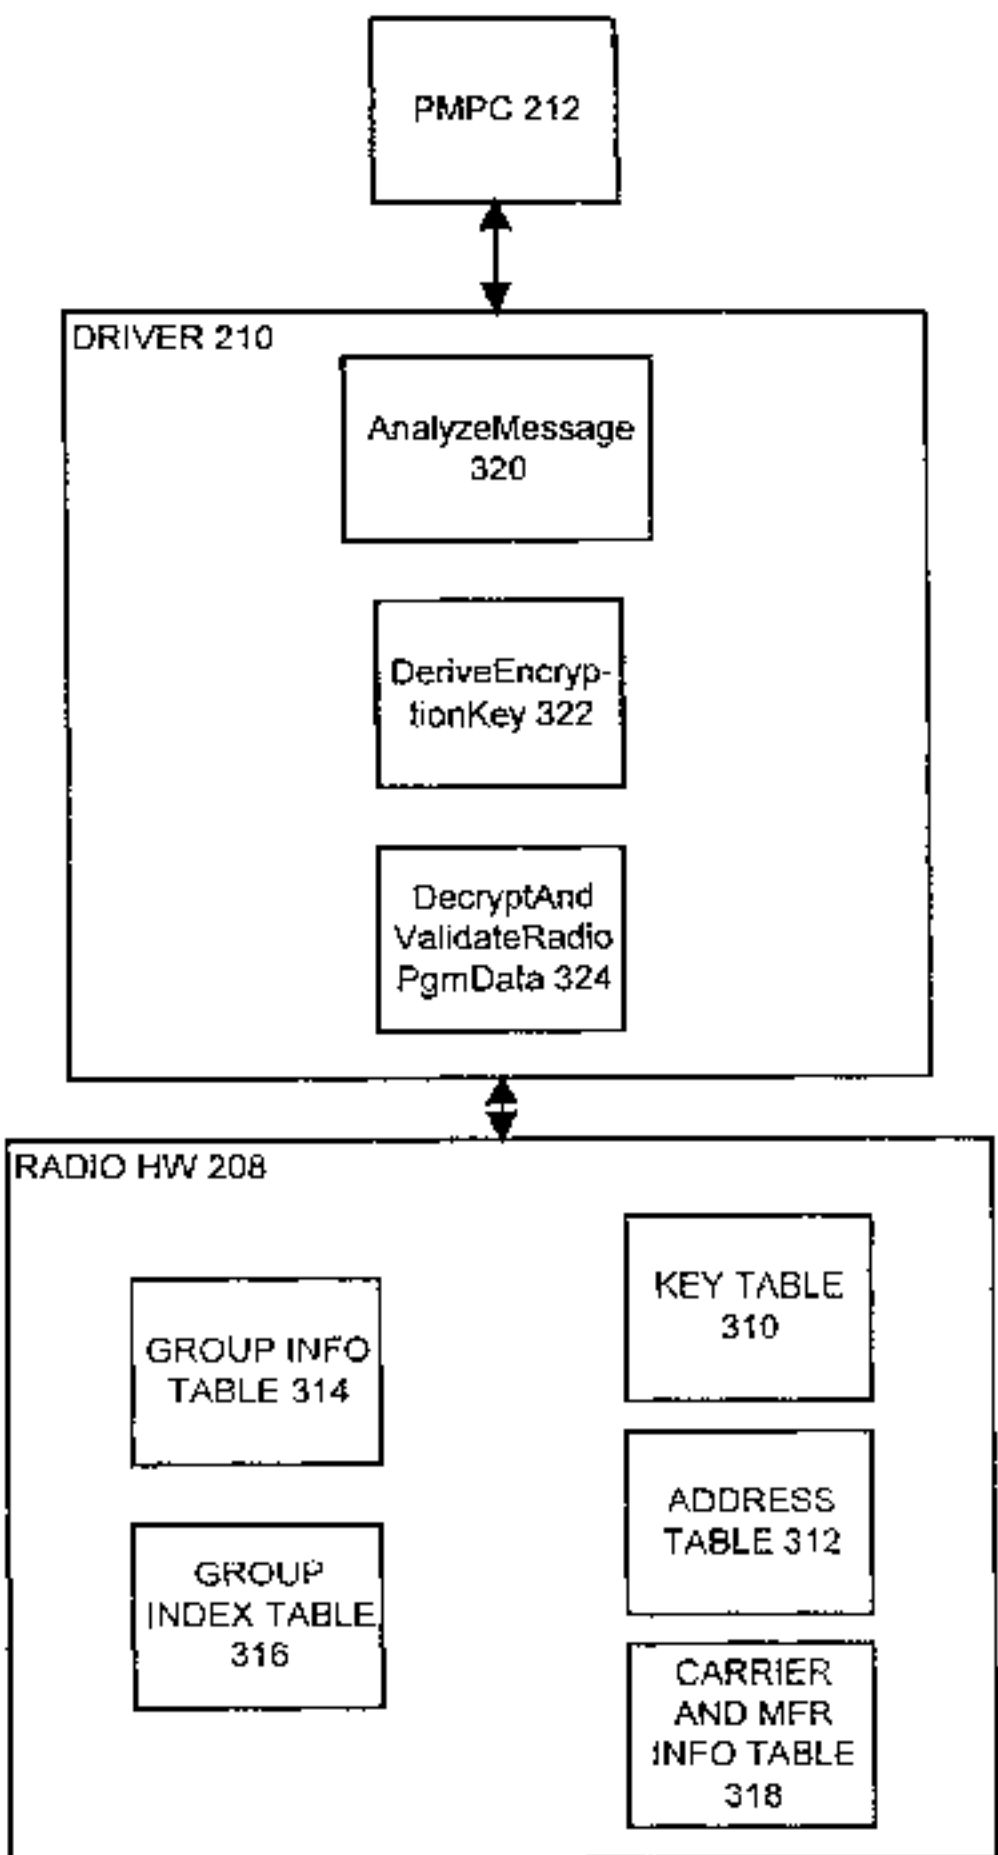 PMPC 212
DRIVER 210
AnalyzeMessage
320
DeriveEncryp-
tionKey 322
DecryptAnd
ValidateRadio
PgmData 324
RADIO HW 208
GROUP INFO
TABLE 314
GROUP
INDEX TABLE
316
KEY TABLE
310
ADDRESS
TABLE 312
CARRIER
AND MFR
INFO TABLE
318